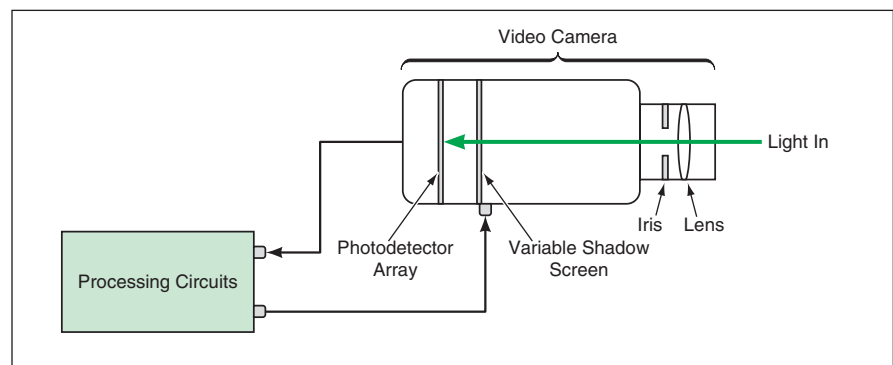 Video Camera
Light In
Iris
Lens
Photodetector
Array
Variable Shadow
Screen
Processing Circuits